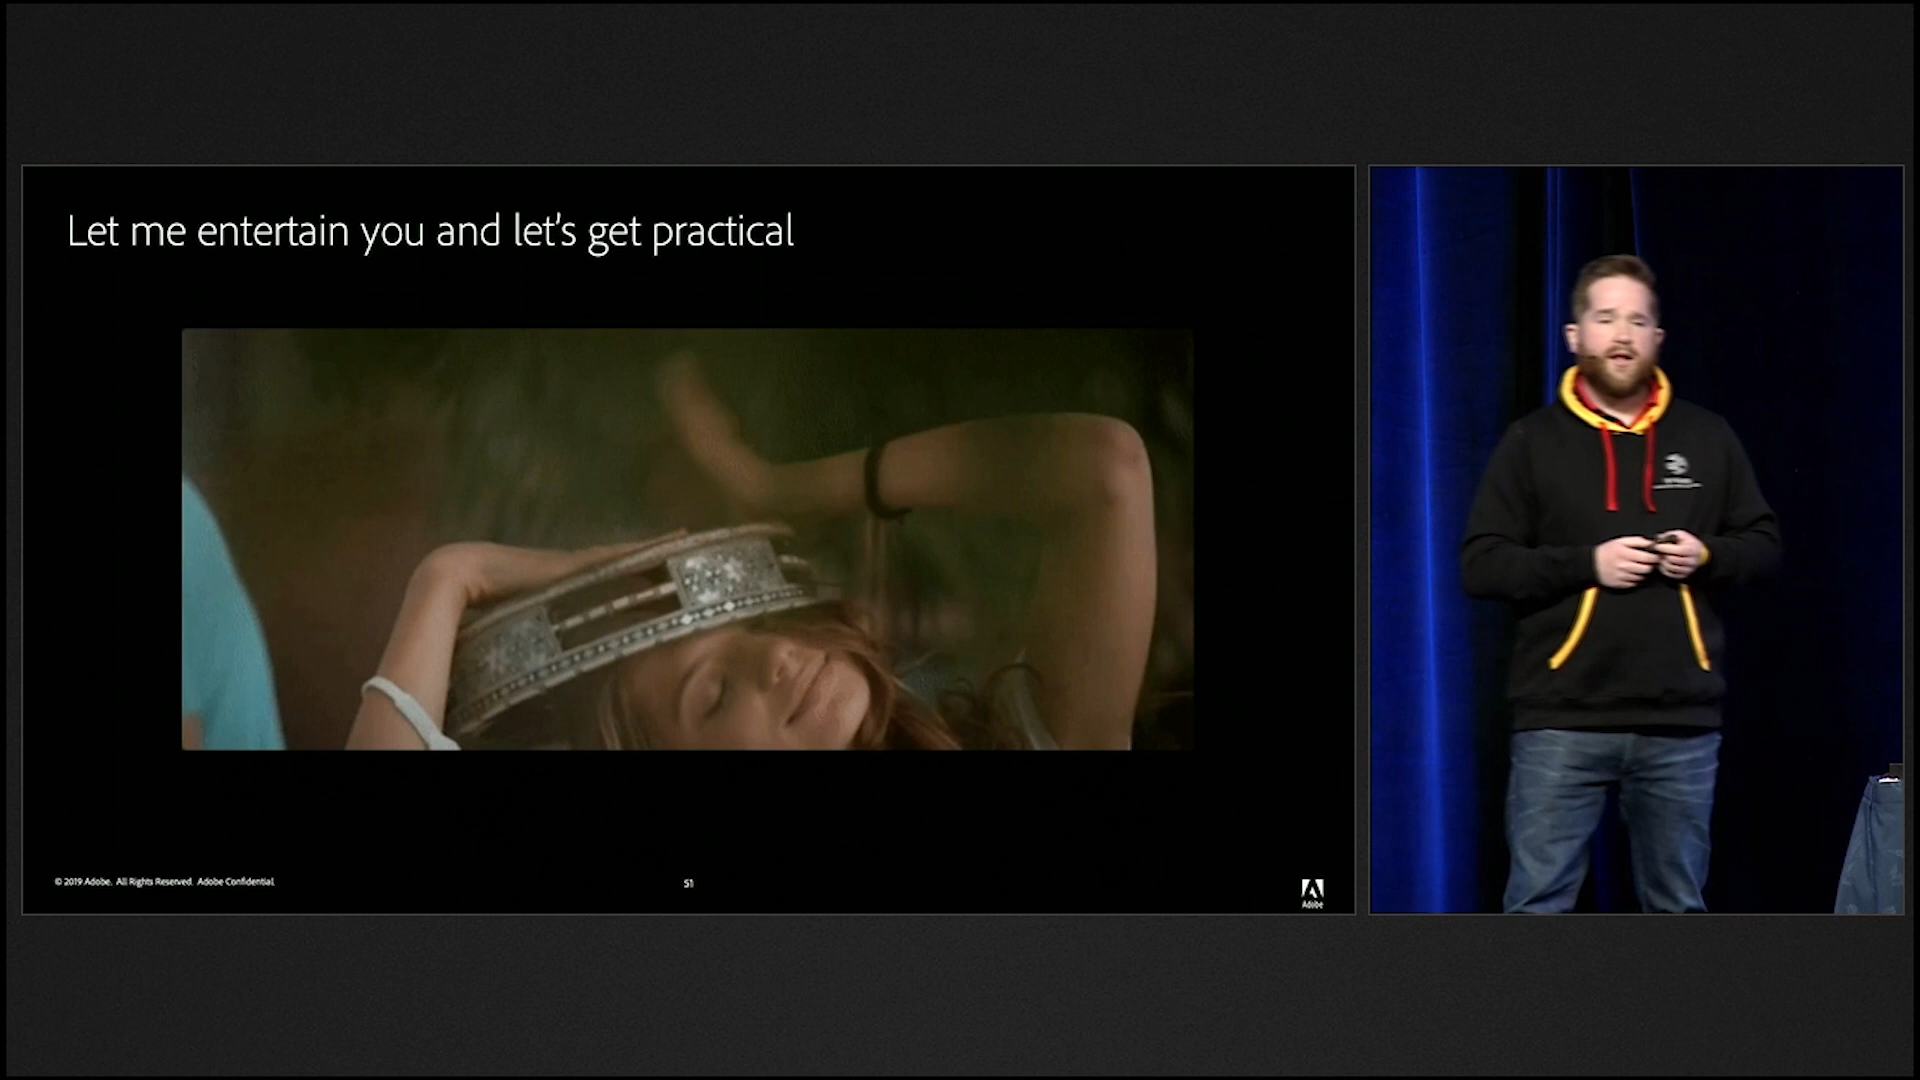 Let me entertain you and let's get practical
© 2019 Adobe. All Rights Reserved. Adobe Confidential.
51
Adobe